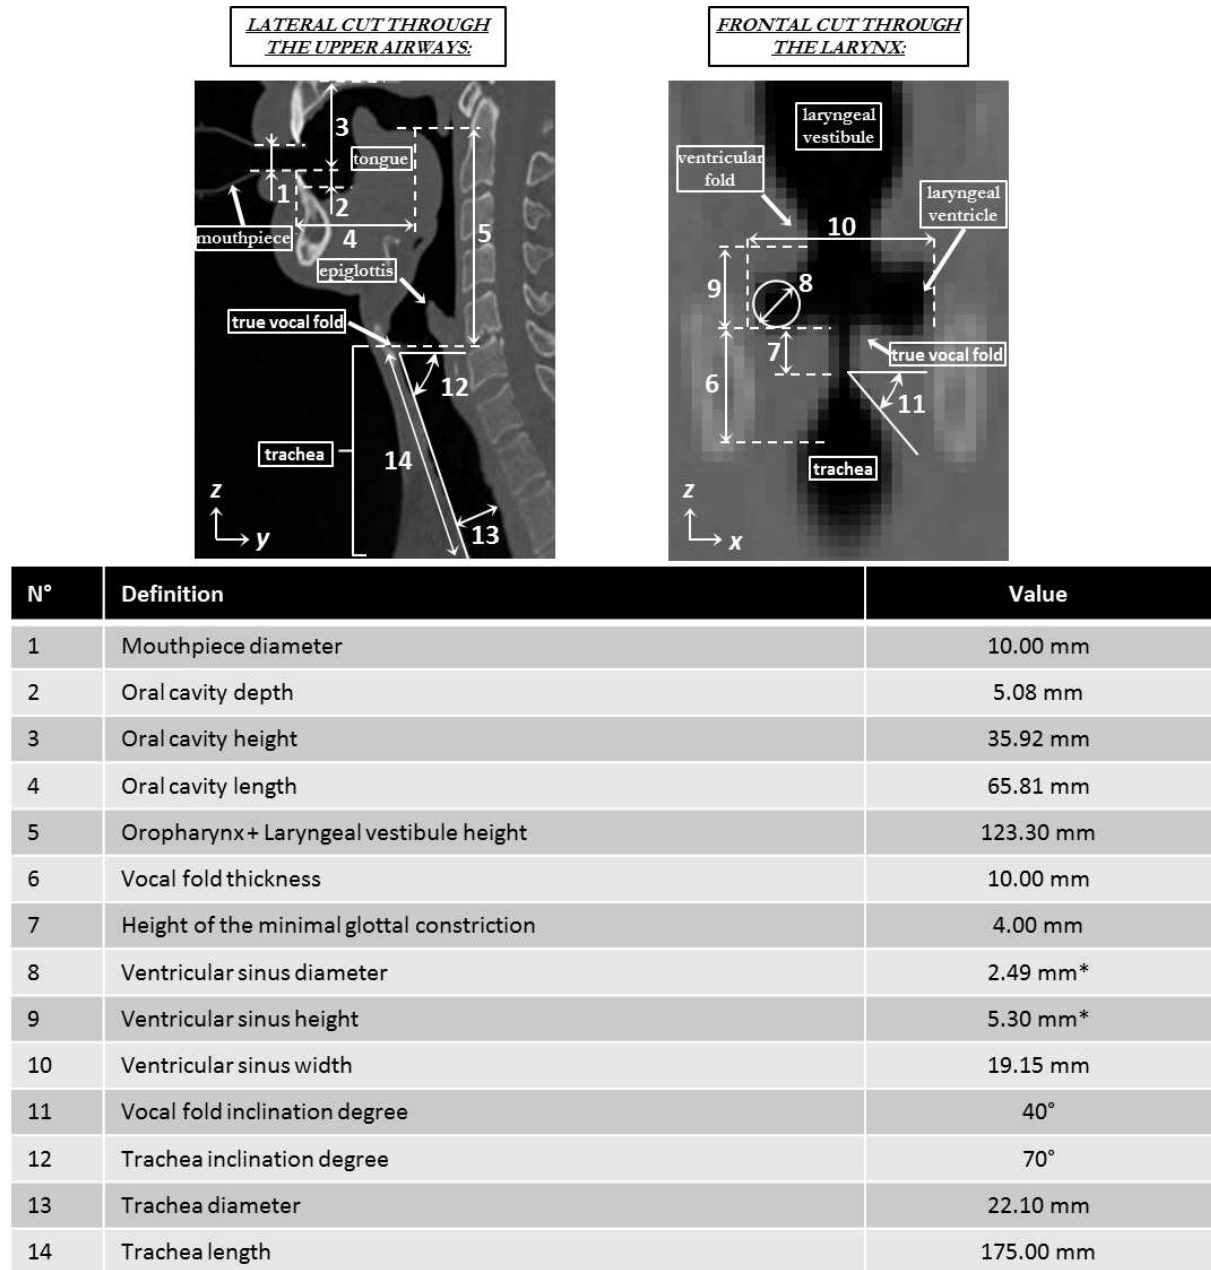 LATERAL CUT THROUGH
THE UPPER AIRWAYS:
FRONTAL CUT THROUGH
THE LARYNX:
3
tongue
1
2
mouthpiece
4
5
epiglottis
true vocal fold
12
trachea
14
13
z
y
laryngeal
vestibule
ventricular
fold
laryngeal
ventricle
10
9
8
7
true vocal fold
6
11
trachea
z
x
N° Definition Value
1 Mouthpiece diameter 10.00 mm
2 Oral cavity depth 5.08 mm
3 Oral cavity height 35.92 mm
4 Oral cavity length 65.81 mm
5 Oropharynx + Laryngeal vestibule height 123.30 mm
6 Vocal fold thickness 10.00 mm
7 Height of the minimal glottal constriction 4.00 mm
8 Ventricular sinus diameter 2.49 mm*
9 Ventricular sinus height 5.30 mm*
10 Ventricular sinus width 19.15 mm
11 Vocal fold inclination degree 40°
12 Trachea inclination degree 70°
13 Trachea diameter 22.10 mm
14 Trachea length 175.00 mm